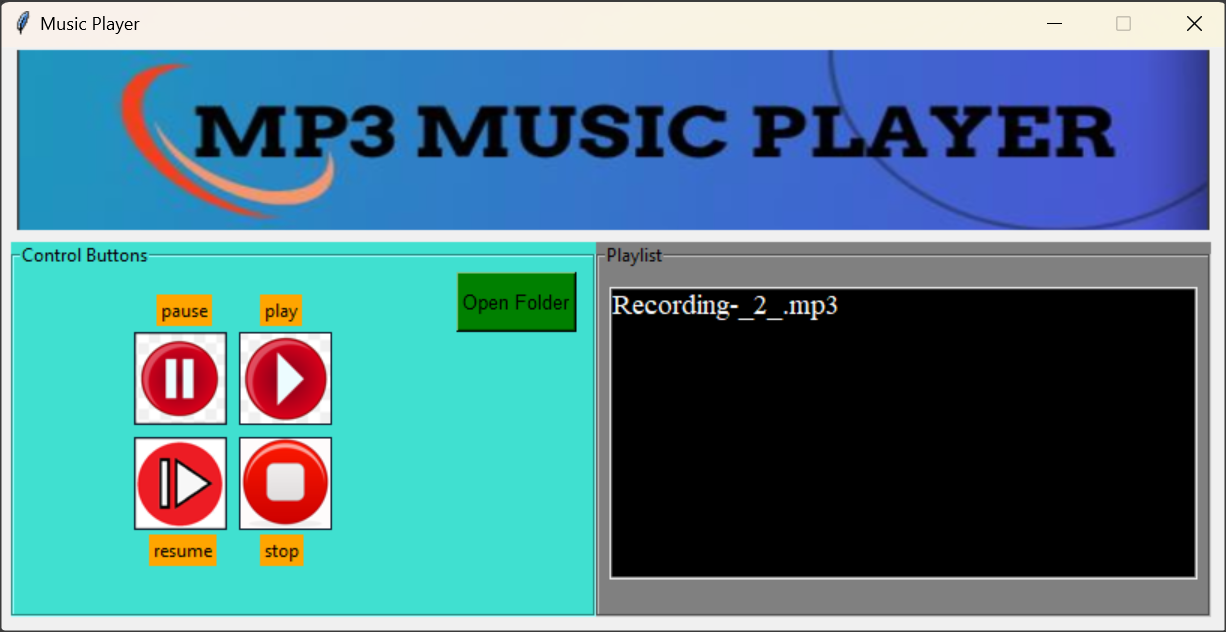 Music Player
MP3 MUSIC PLAYER
Control Buttons
Open Folder
pause play
resume stop
Playlist
Recording-_2_.mp3